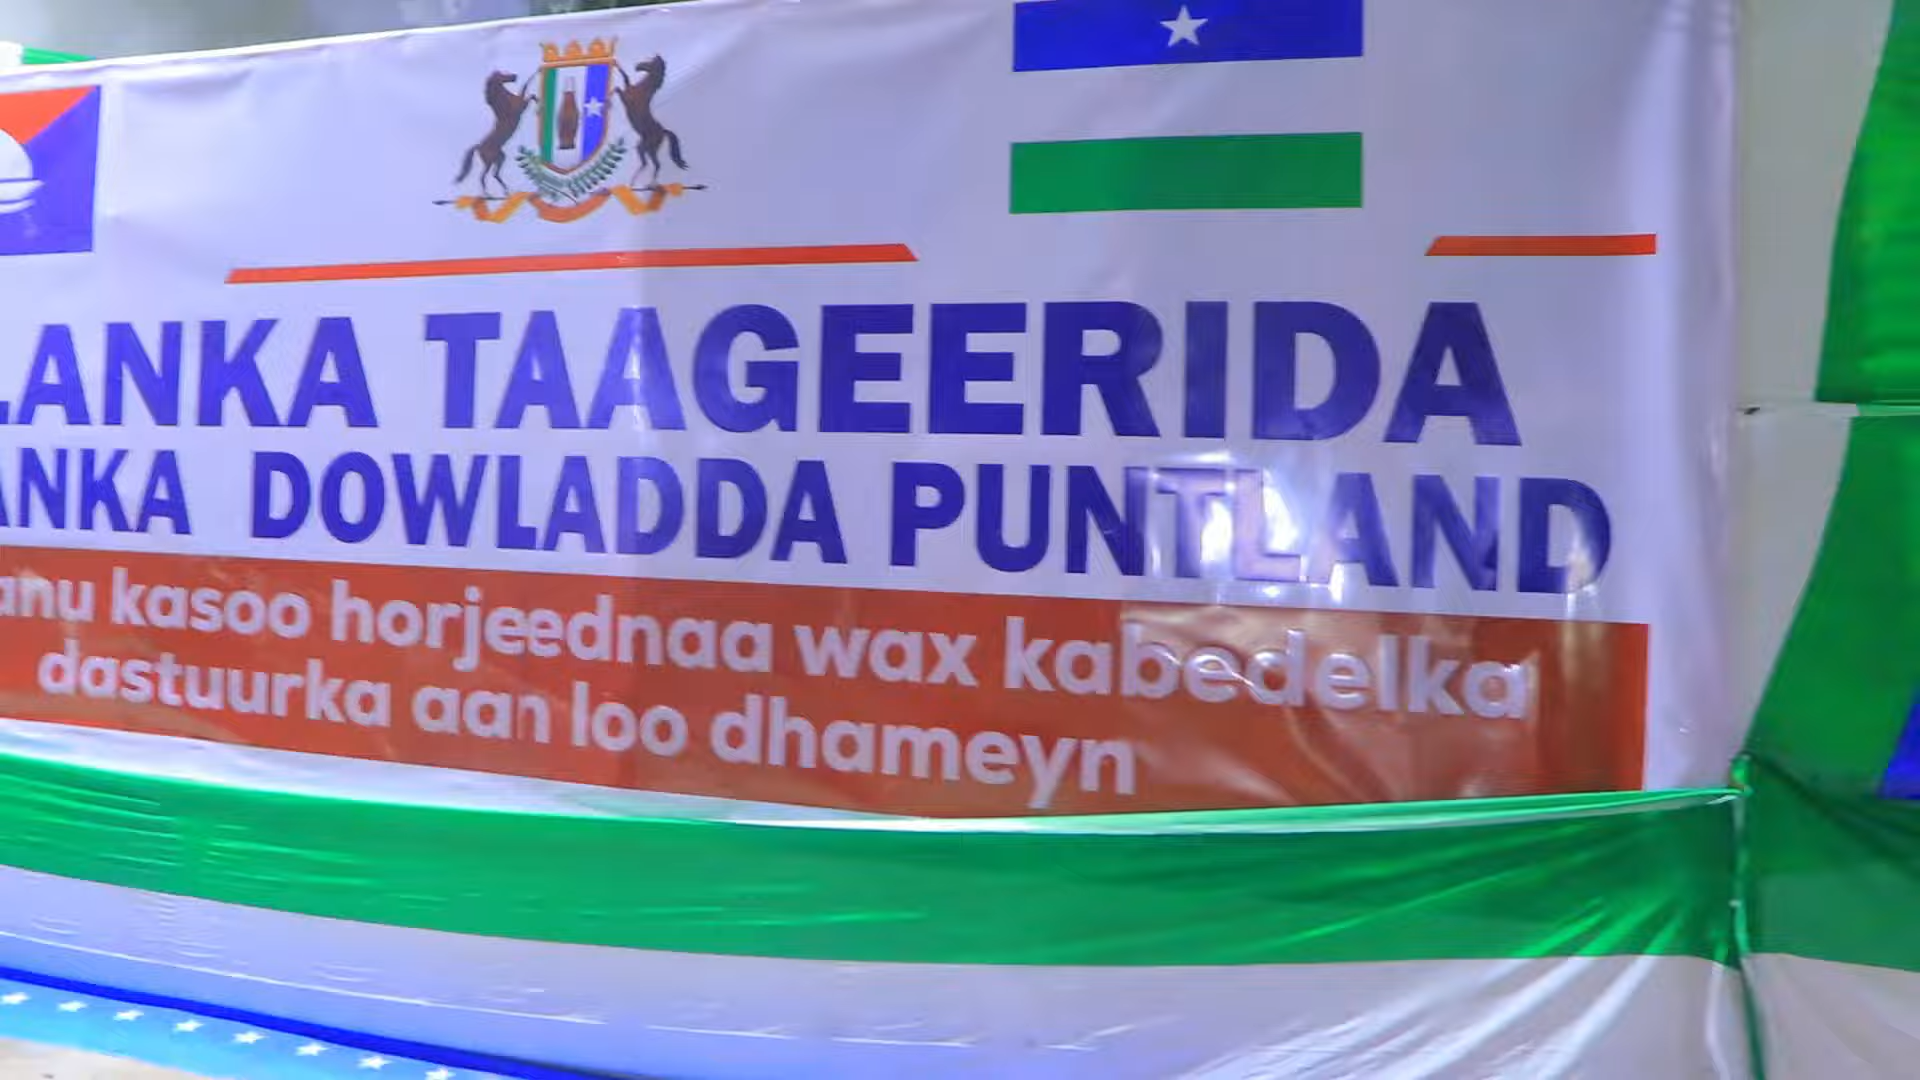 LANKA TAAGEERIDA
ANKA DOWLADDA PUNTLAND
anu kasoo horjeednaa wax kabedelka
dastuurka aan loo dhameyn